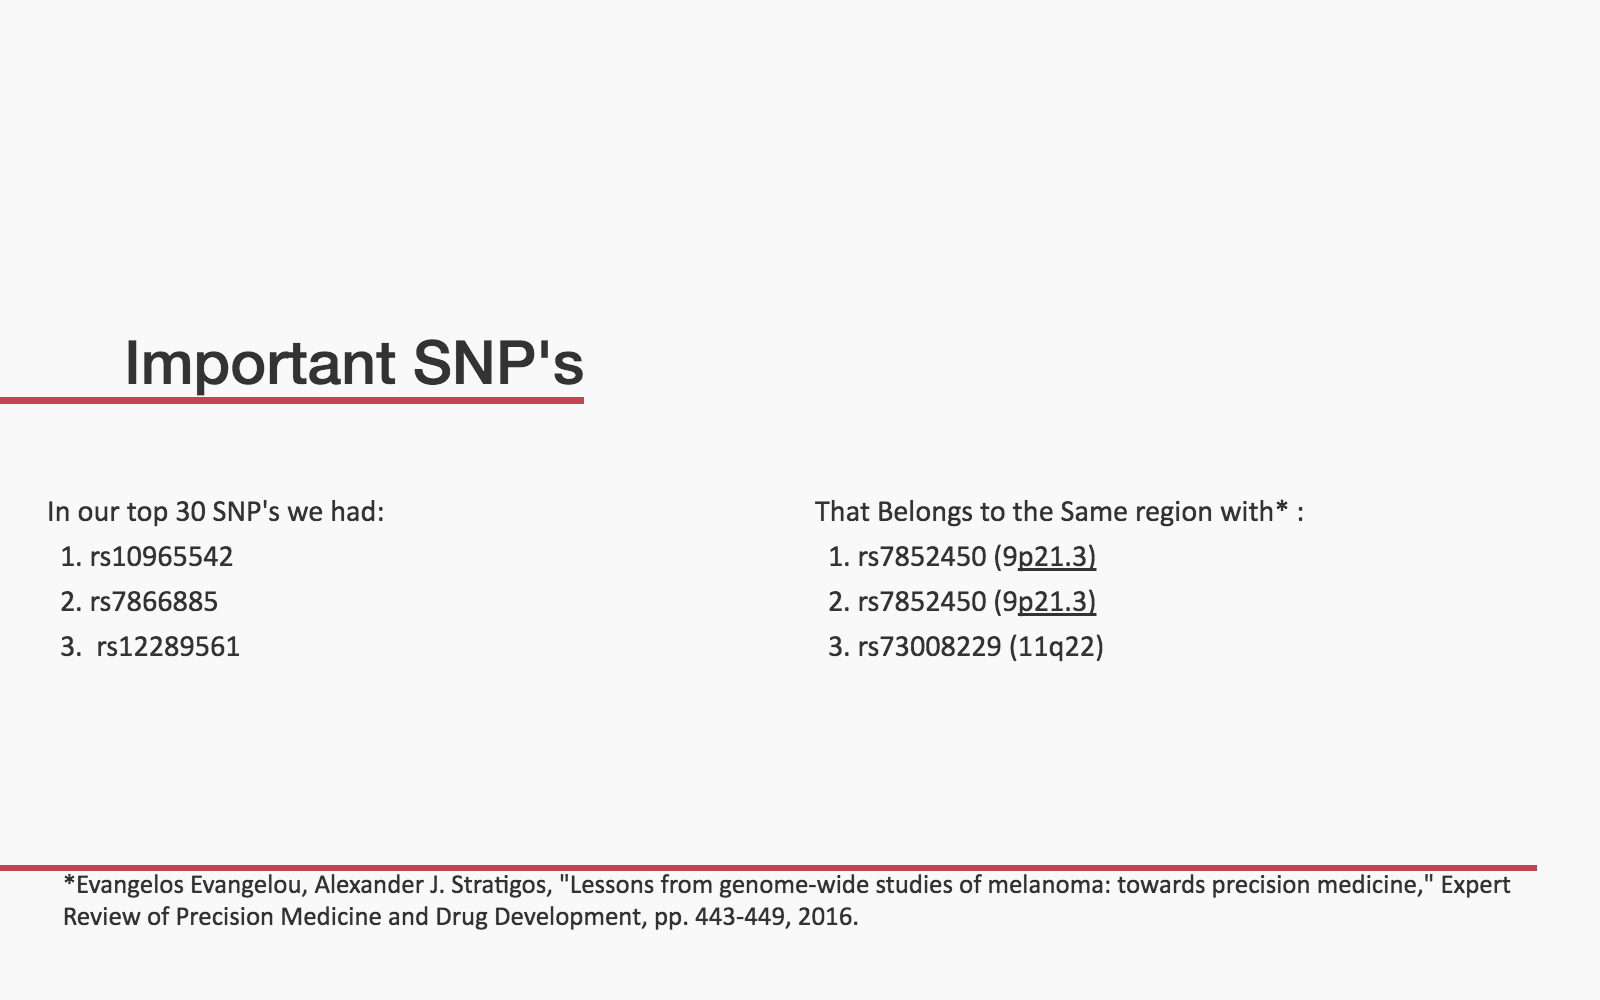 Important SNP's
In our top 30 SNP's we had:
1. rs10965542
2. rs7866885
3. rs12289561
That Belongs to the Same region with* :
1. rs7852450 (9p21.3)
2. rs7852450 (9p21.3)
3. rs73008229 (11q22)
*Evangelos Evangelou, Alexander J. Stratigos, "Lessons from genome-wide studies of melanoma: towards precision medicine," Expert
Review of Precision Medicine and Drug Development, pp. 443-449, 2016.